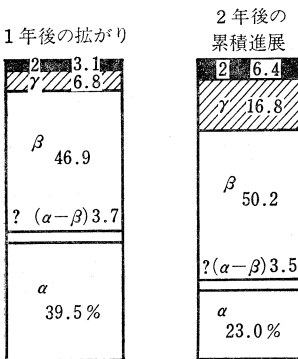 1年後の拡がり
2 3.1
γ 6.8
β
46.9
? (α−β)3.7
α
39.5%
2年後の
累積進展
2 6.4
γ 16.8
β
50.2
?(α−β)3.5
α
23.0%